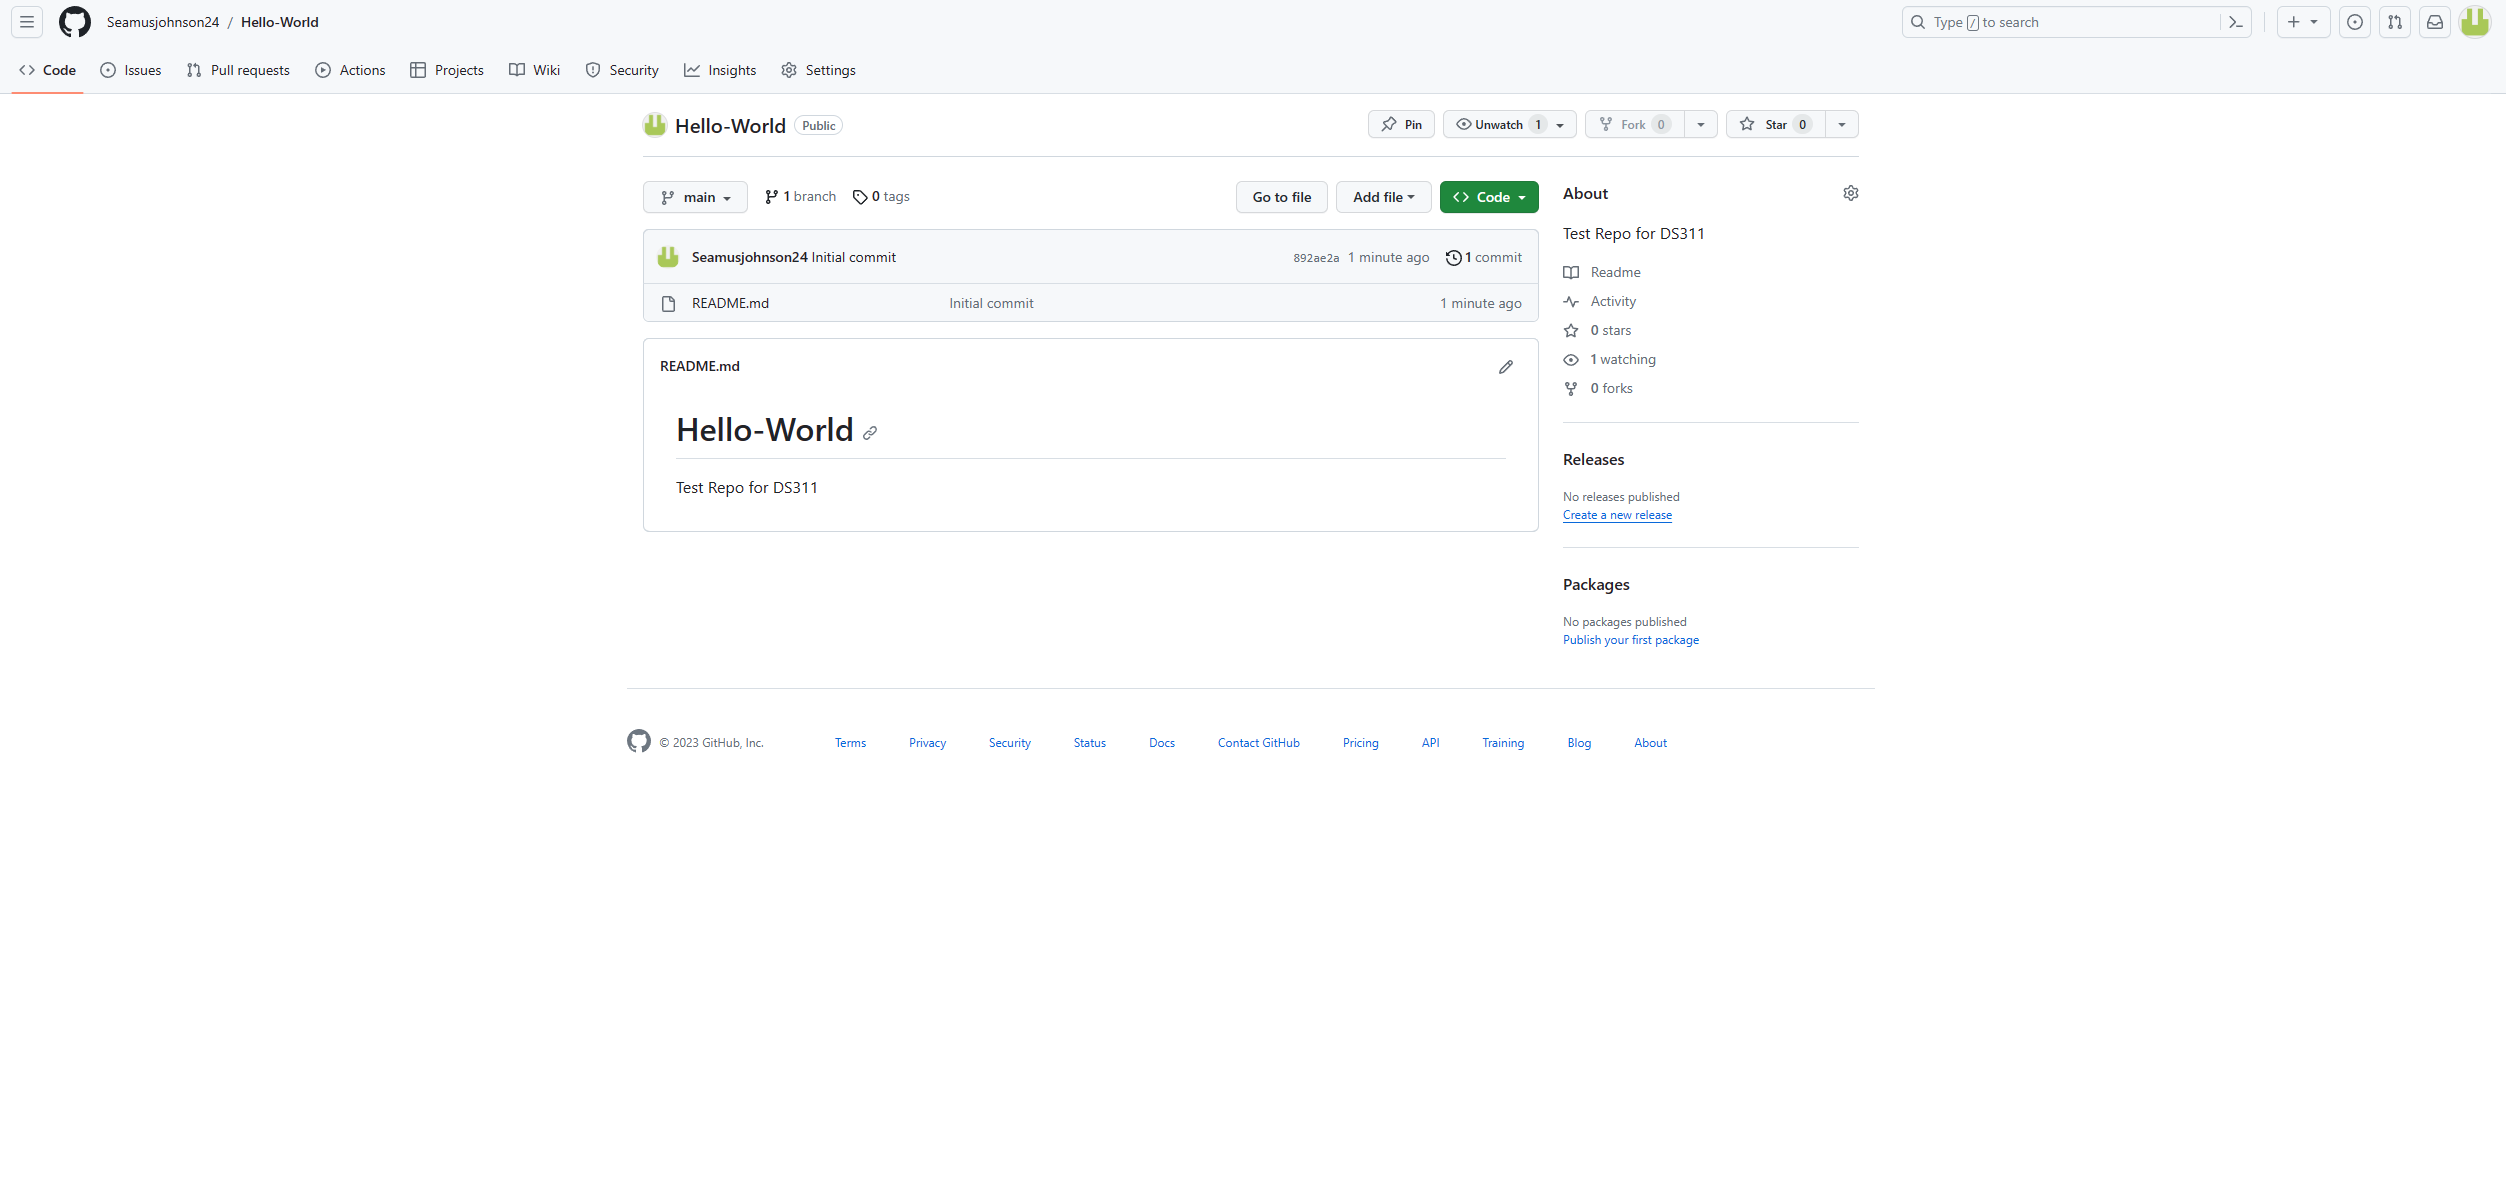 Seamusjohnson24 / Hello-World
Type / to search
Code Issues Pull requests Actions Projects Wiki Security Insights Settings
Hello-World Public
Pin Unwatch 1 Fork 0 Star 0
main 1 branch 0 tags Go to file Add file Code
Seamusjohnson24 Initial commit 892ae2a 1 minute ago 1 commit
README.md Initial commit 1 minute ago
README.md
Hello-World
Test Repo for DS311
About
Test Repo for DS311
Readme
Activity
0 stars
1 watching
0 forks
Releases
No releases published
Create a new release
Packages
No packages published
Publish your first package
© 2023 GitHub, Inc. Terms Privacy Security Status Docs Contact GitHub Pricing API Training Blog About